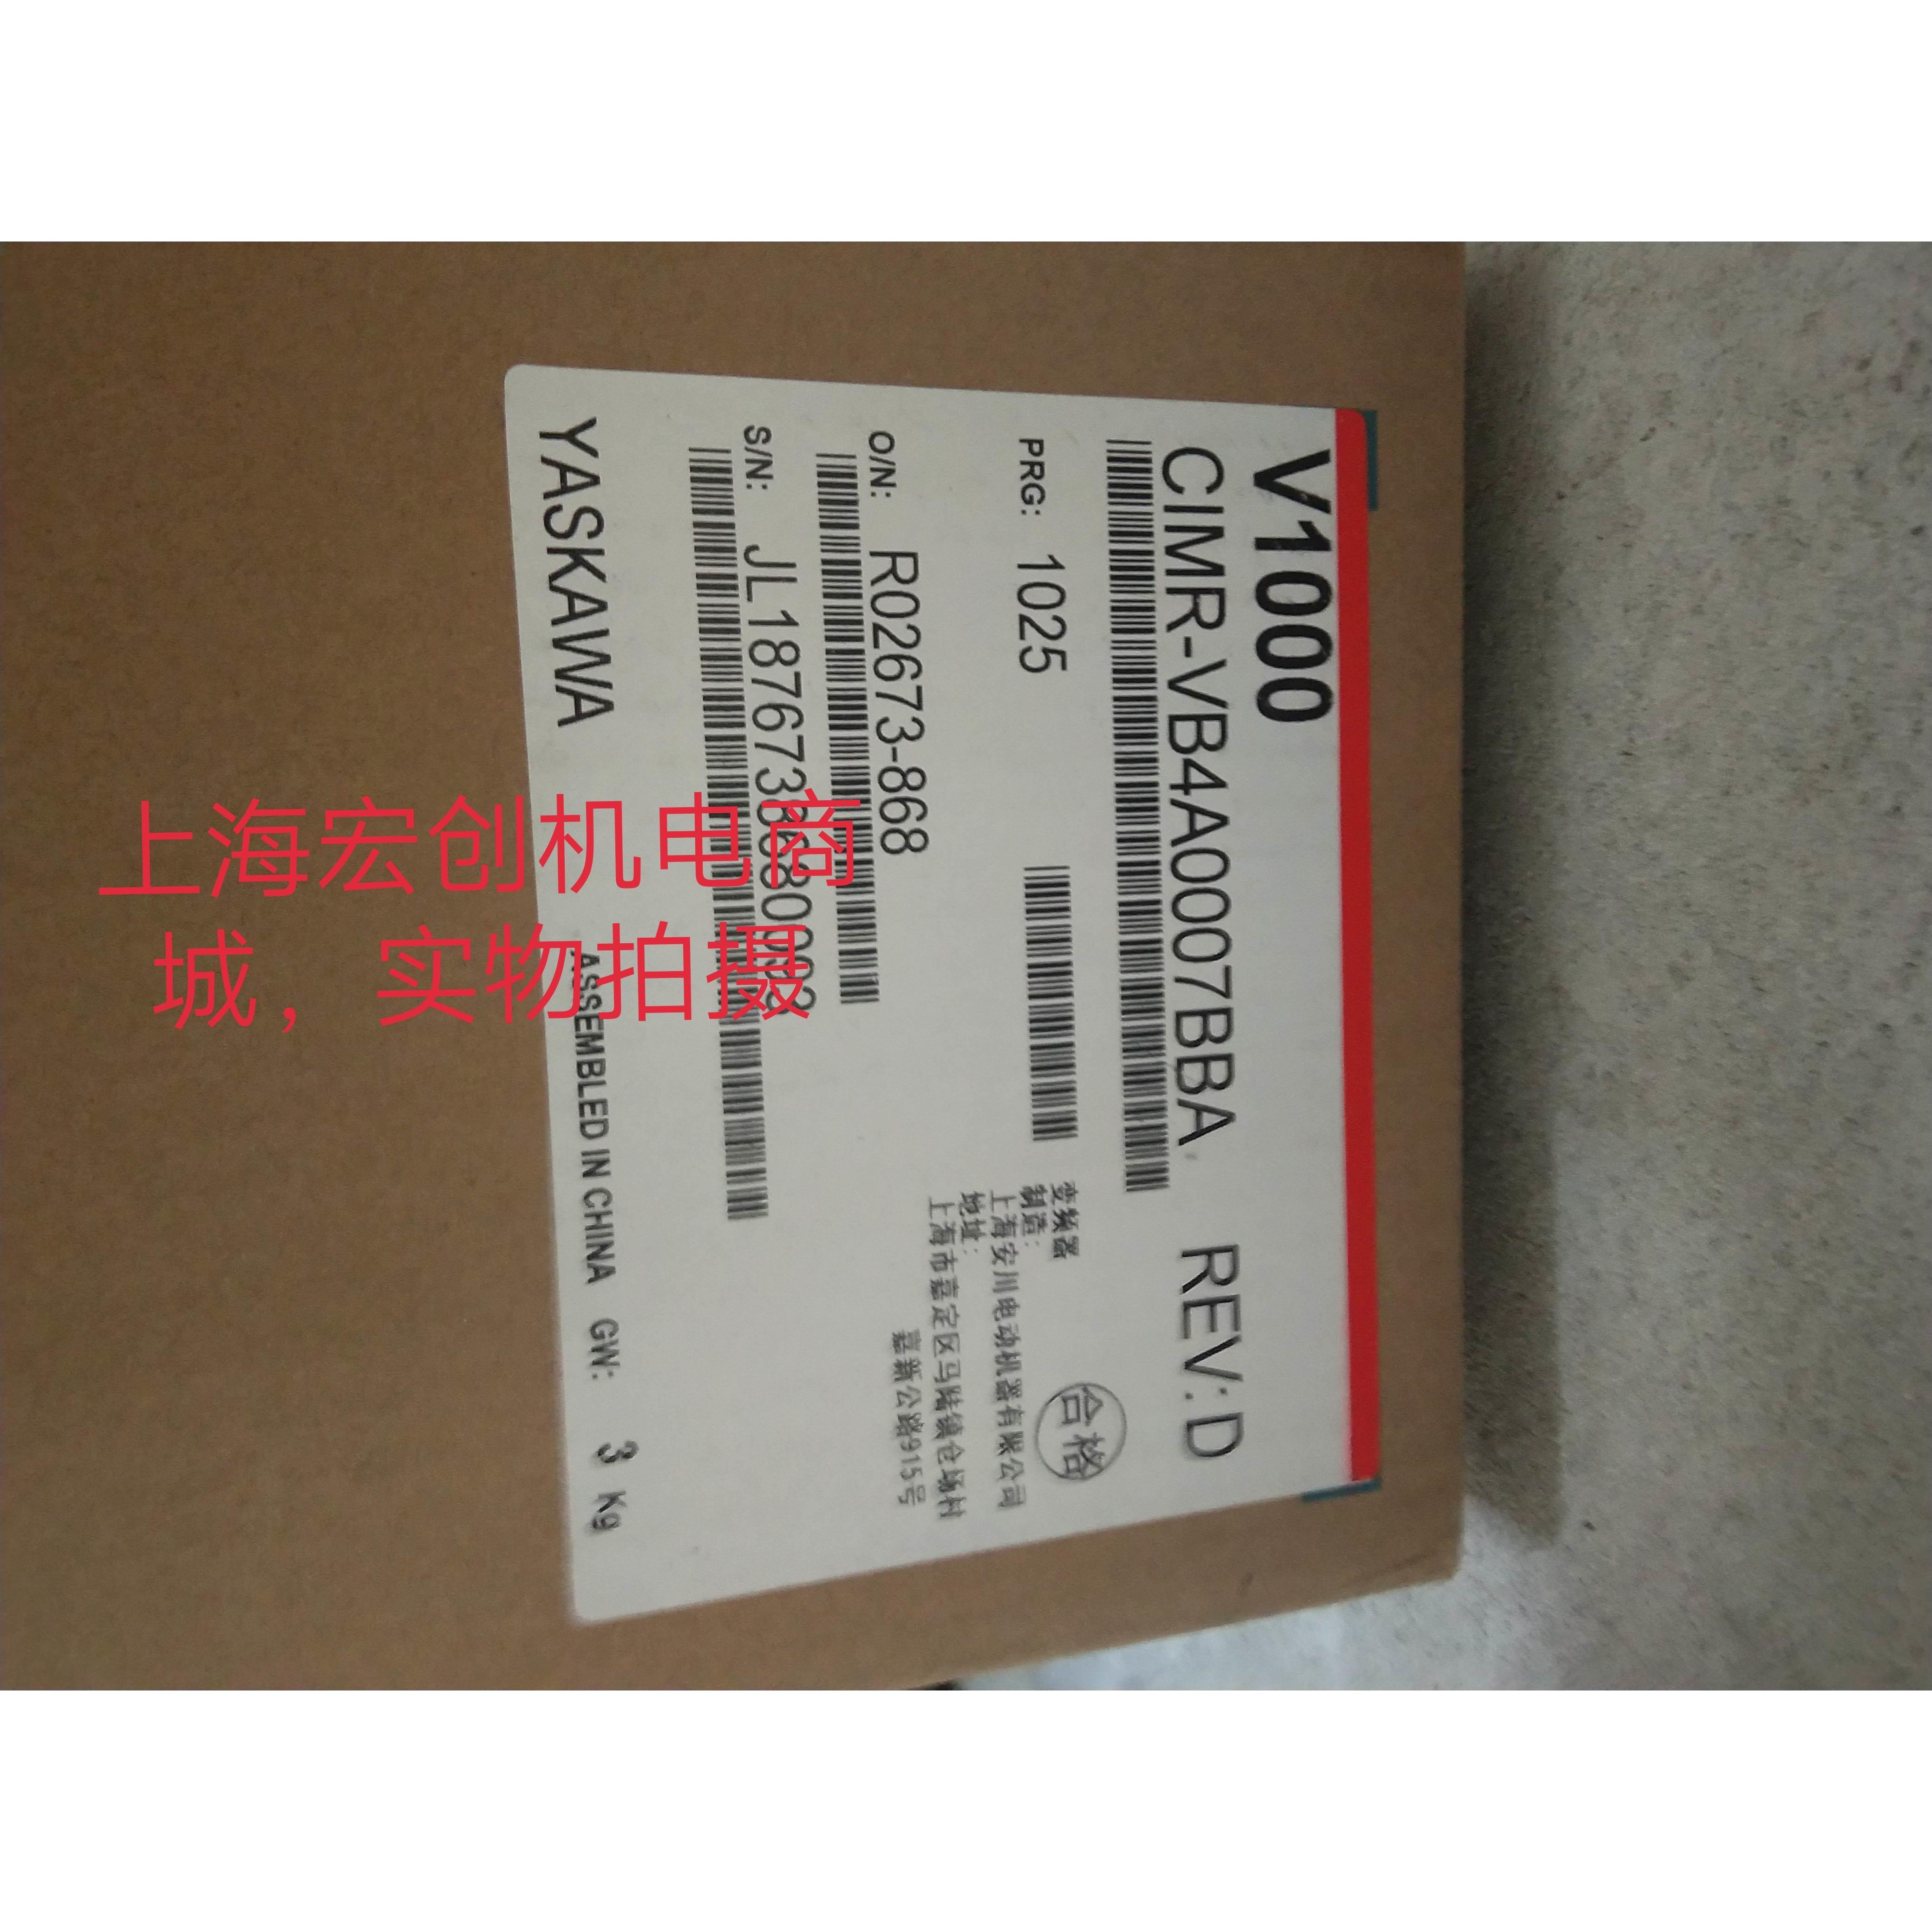 V1000
CIMR-VB4A0007BBA REV:D
PRG: 1025
变频器
合格
制造:
上海安川电动机器有限公司
地址:
上海市嘉定区马陆镇仓场村
嘉新公路915号
O/N: R02673-868
S/N:
YASKAWA
ASSEMBLED IN CHINA GW: 3 Kg
上海宏创机电商
城，实物拍摄